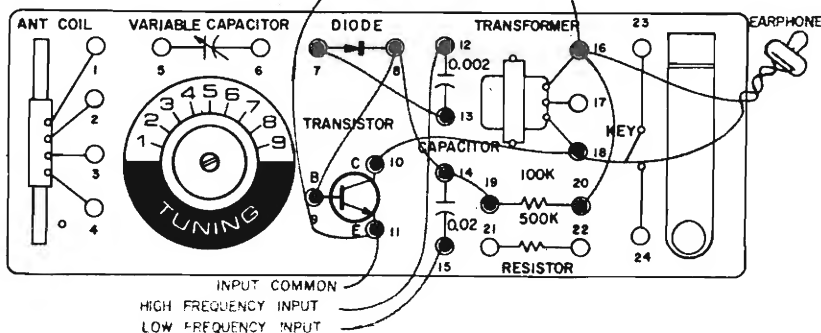 ANT COIL
VARIABLE CAPACITOR
DIODE
TRANSFORMER
23
EARPHONE
1
5
6
7
8
12
16
0.002
2
1 2 3 4 5 6 7 8 9
13
17
TRANSISTOR
KEY
18
C
10
CAPACITOR
3
B
14
100K
19
20
500K
9
4
TUNING
0.02
E
11
21
22
15
RESISTOR
24
INPUT COMMON
HIGH FREQUENCY INPUT
LOW FREQUENCY INPUT